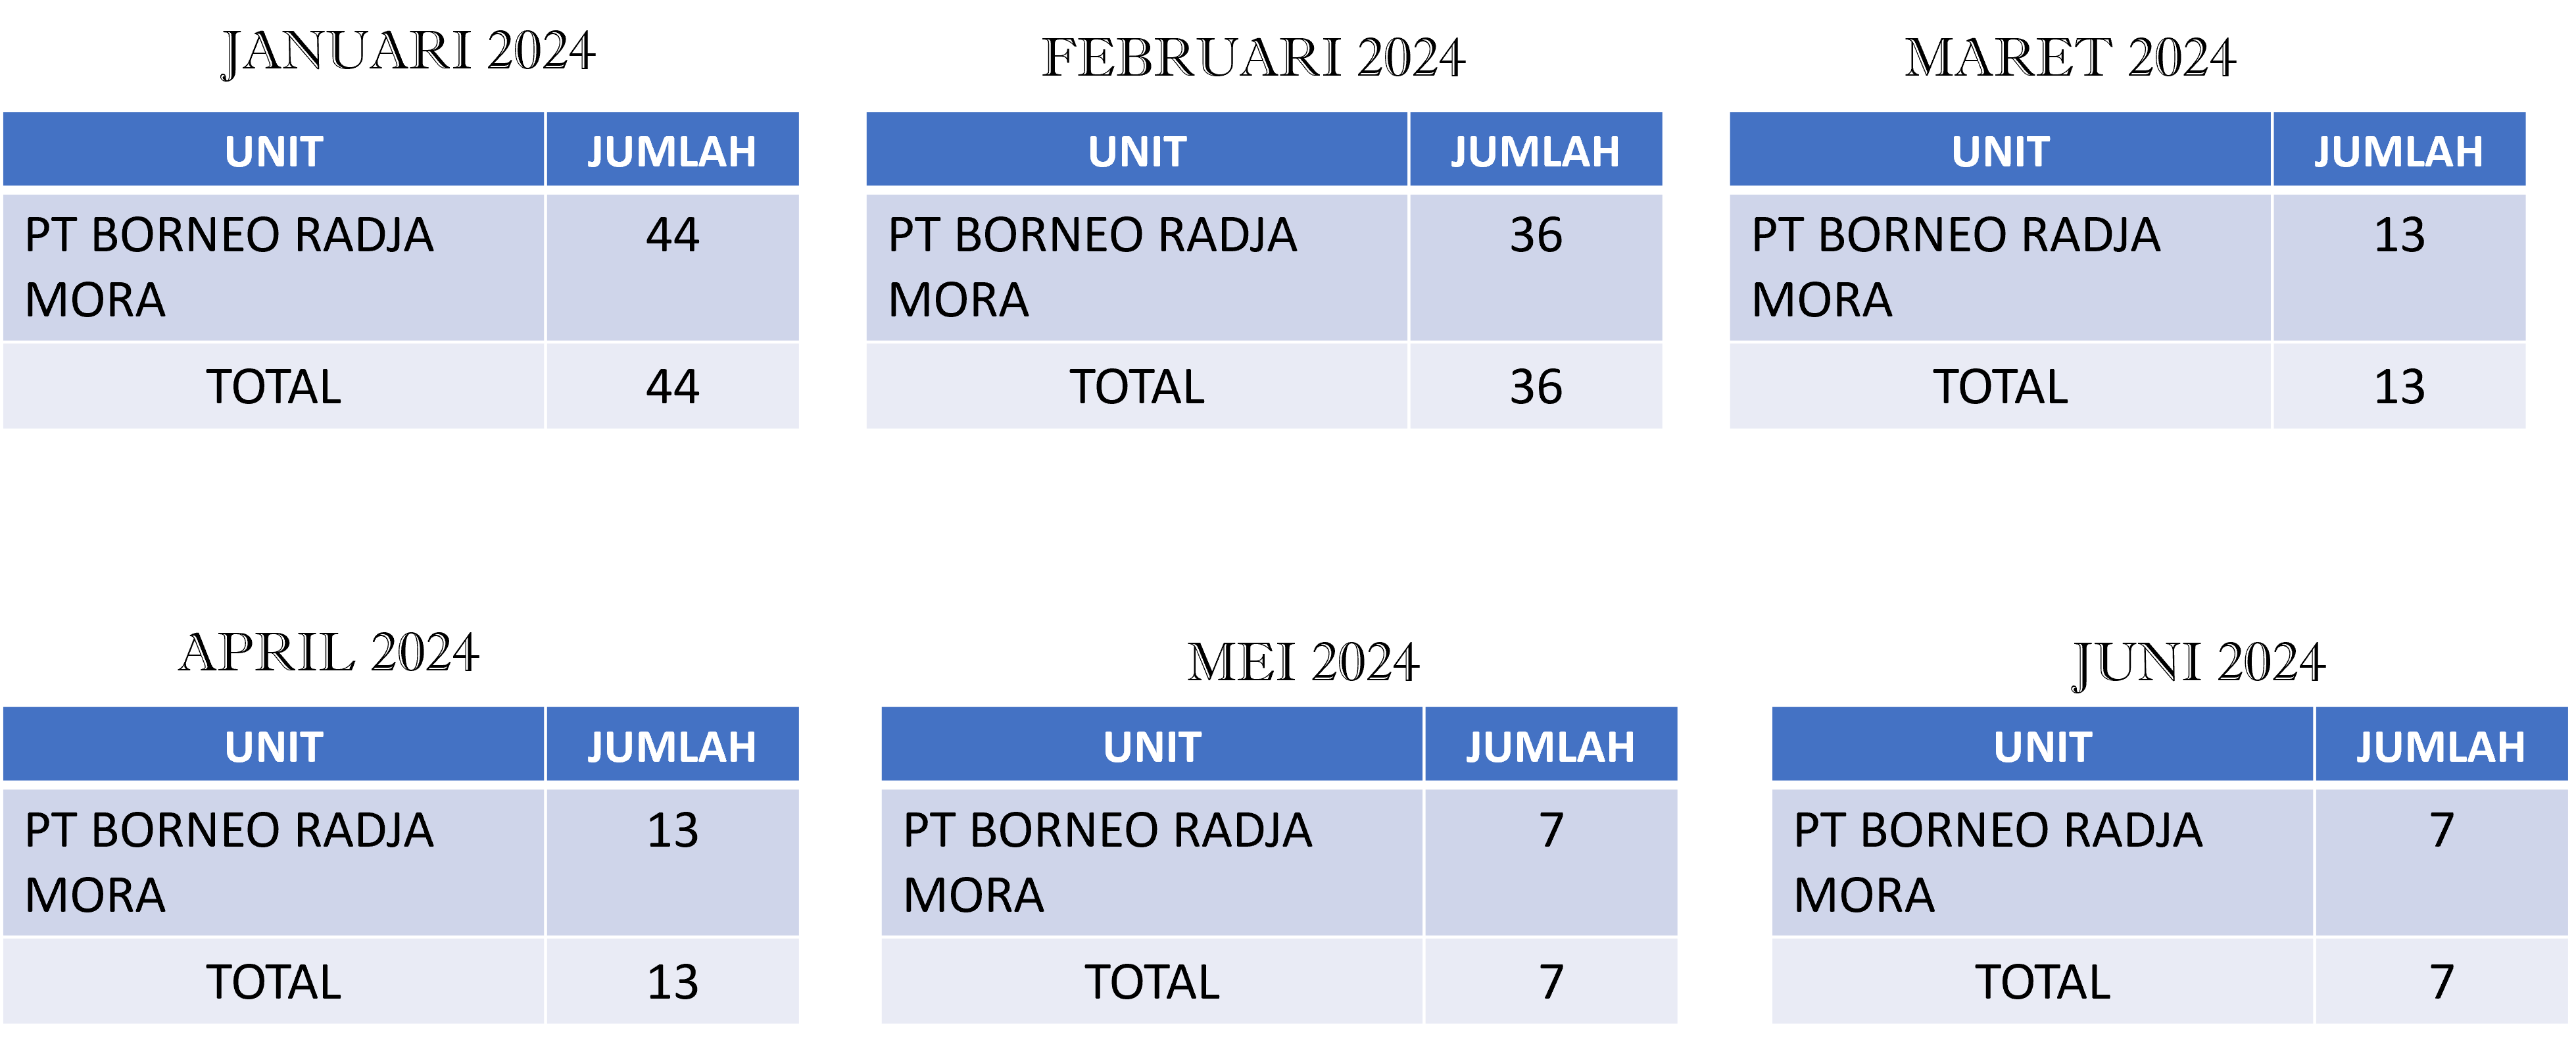 JANUARI 2024
UNIT JUMLAH
PT BORNEO RADJA 44
MORA
TOTAL 44
FEBRUARI 2024
UNIT JUMLAH
PT BORNEO RADJA 36
MORA
TOTAL 36
MARET 2024
UNIT JUMLAH
PT BORNEO RADJA 13
MORA
TOTAL 13
APRIL 2024
UNIT JUMLAH
PT BORNEO RADJA 13
MORA
TOTAL 13
MEI 2024
UNIT JUMLAH
PT BORNEO RADJA 7
MORA
TOTAL 7
JUNI 2024
UNIT JUMLAH
PT BORNEO RADJA 7
MORA
TOTAL 7